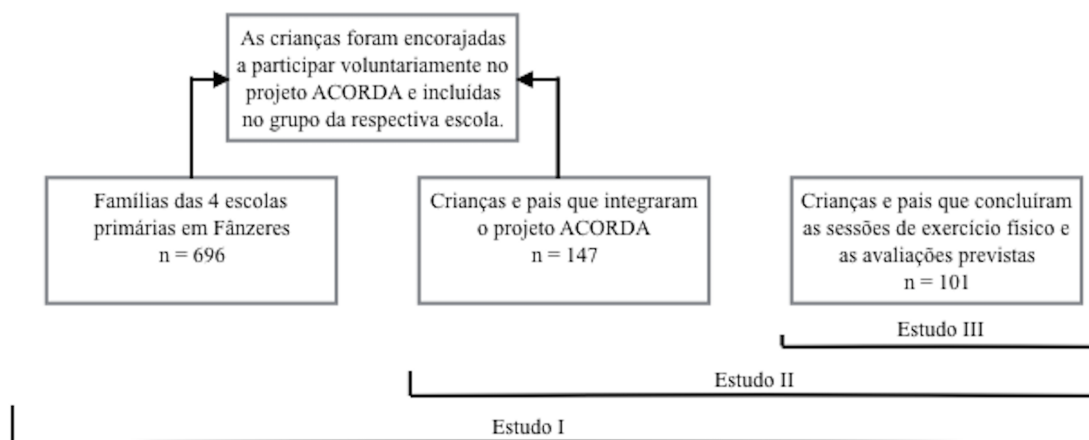 As crianças foram encorajadas
a participar voluntariamente no
projeto ACORDA e incluídas
no grupo da respectiva escola.
Famílias das 4 escolas
primárias em Fânzeres
n = 696
Crianças e pais que integraram
o projeto ACORDA
n = 147
Crianças e pais que concluíram
as sessões de exercício físico e
as avaliações previstas
n = 101
Estudo III
Estudo II
Estudo I